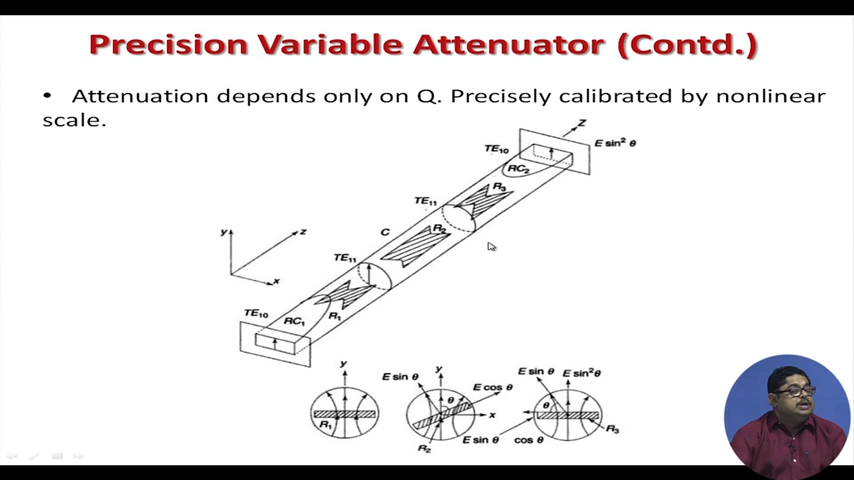 Precision Variable Attenuator (Contd.)
• Attenuation depends only on Q. Precisely calibrated by nonlinear
scale.
Z
E sin² θ
TE₁₀
RC₂
R₃
TE₁₁
C
R₂
y
z
x
TE₁₁
R₁
TE₁₀
RC₁
y
R₁
E sin θ
y
E cos θ
θ
x
R₂
E sin θ
E sin²θ
θ
E sin θ
cos θ
R₃